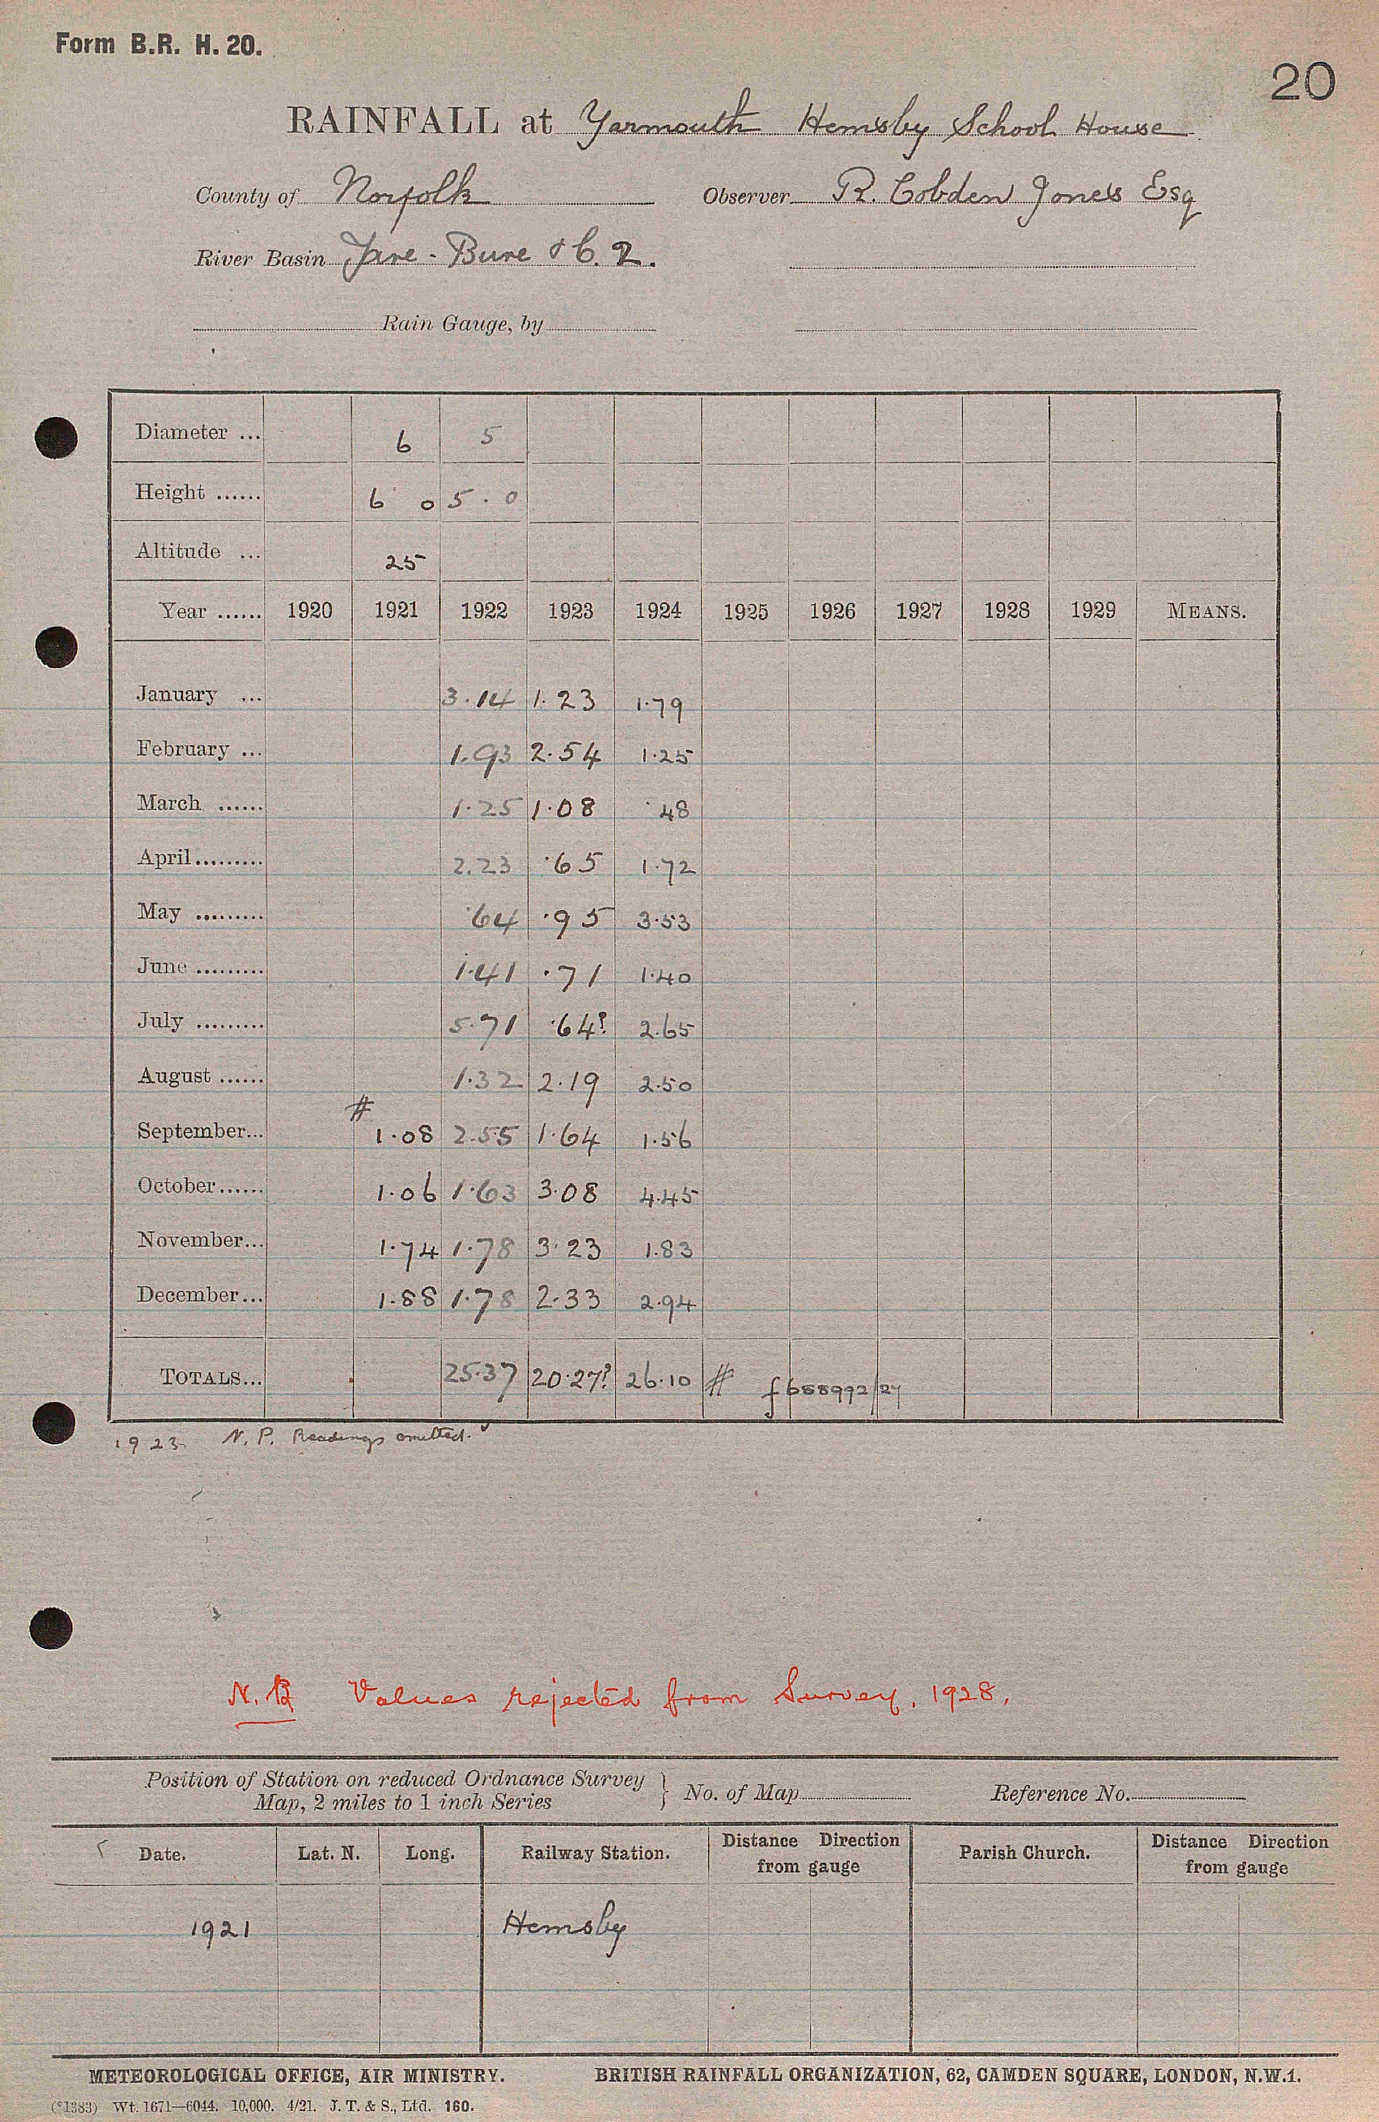 Form B.R. H. 20.
20
RAINFALL at Yarmouth Hemsby School House
County of Norfolk Observer R. Cobden Jones Esq
River Basin Yare - Bure & C. 2.
Rain Gauge, by
Diameter ... 6 5
Height ...... 6 0 5.0
Altitude ... 25
Year ...... 1920 1921 1922 1923 1924 1925 1926 1927 1928 1929 MEANS.
January ... 3.14 1.23 1.79
February ... 1.93 2.54 1.25
March ...... 1.25 1.08 .48
April......... 2.23 .65 1.72
May ......... .64 .95 3.53
June ......... 1.41 .71 1.40
July ......... 5.71 .64? 2.65
August ...... 1.32 2.19 2.50
September... # 1.08 2.55 1.64 1.56
October...... 1.06 1.63 3.08 4.45
November... 1.74 1.78 3.23 1.83
December... 1.88 1.78 2.33 2.94
TOTALS... 25.37 20.27? 26.10 # f 688992/27
1923 N.P. Readings omitted.
N.B Values rejected from Survey. 1928.
Position of Station on reduced Ordnance Survey Map, 2 miles to 1 inch Series } No. of Map Reference No.
Date. Lat. N. Long. Railway Station. Distance Direction from gauge Parish Church. Distance Direction from gauge
1921 Hemsby
METEOROLOGICAL OFFICE, AIR MINISTRY. BRITISH RAINFALL ORGANIZATION, 62, CAMDEN SQUARE, LONDON, N.W.1.
(*1383) Wt. 1671—6044. 10,000. 4/21. J. T. & S., Ltd. 160.